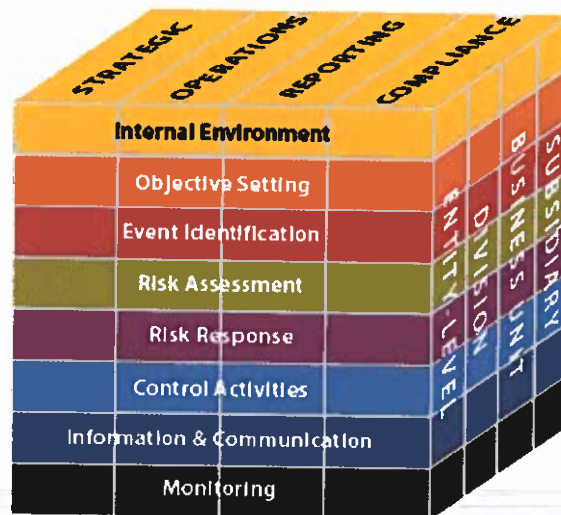 STRATEGIC
OPERATIONS
REPORTING
COMPLIANCE
Internal Environment
Objective Setting
Event Identification
Risk Assessment
Risk Response
Control Activities
Information & Communication
Monitoring
ENTITY-LEVEL
DIVISION
BUSINESS UNIT
SUBSIDIARY